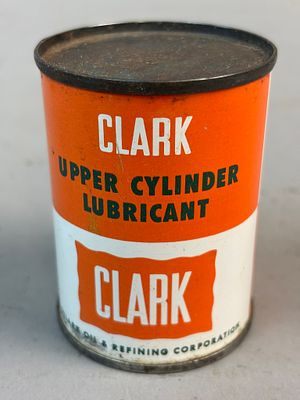 CLARK
UPPER CYLINDER
LUBRICANT
CLARK
OIL & REFINING CORPORATION